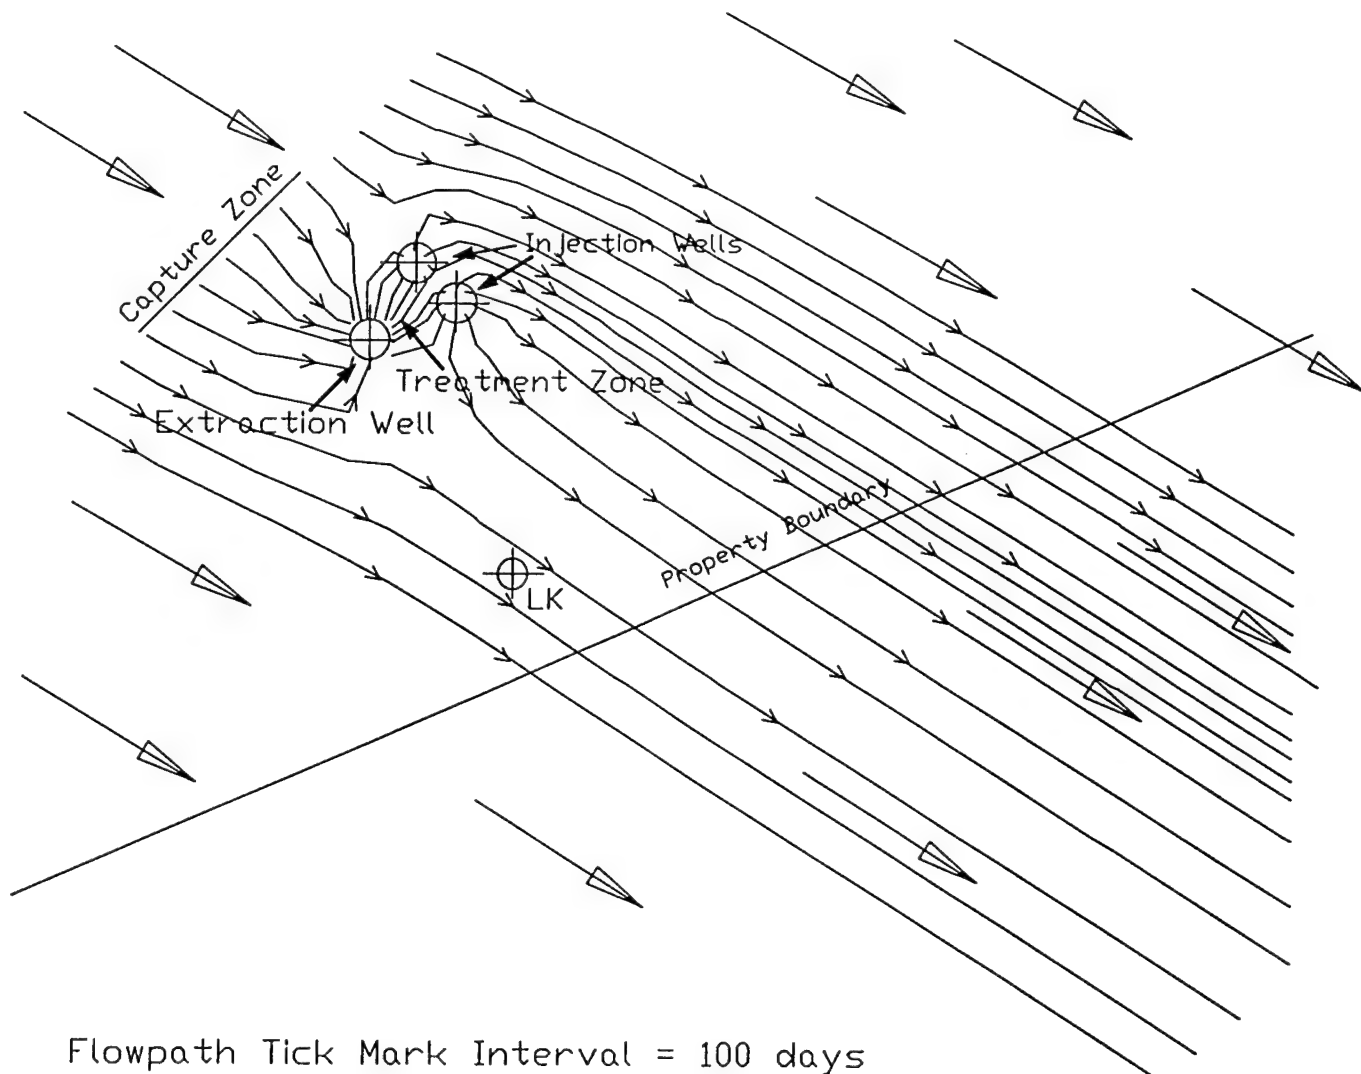 Capture Zone
Injection Wells
Treatment Zone
Extraction Well
Property Boundary
LK
Flowpath Tick Mark Interval = 100 days